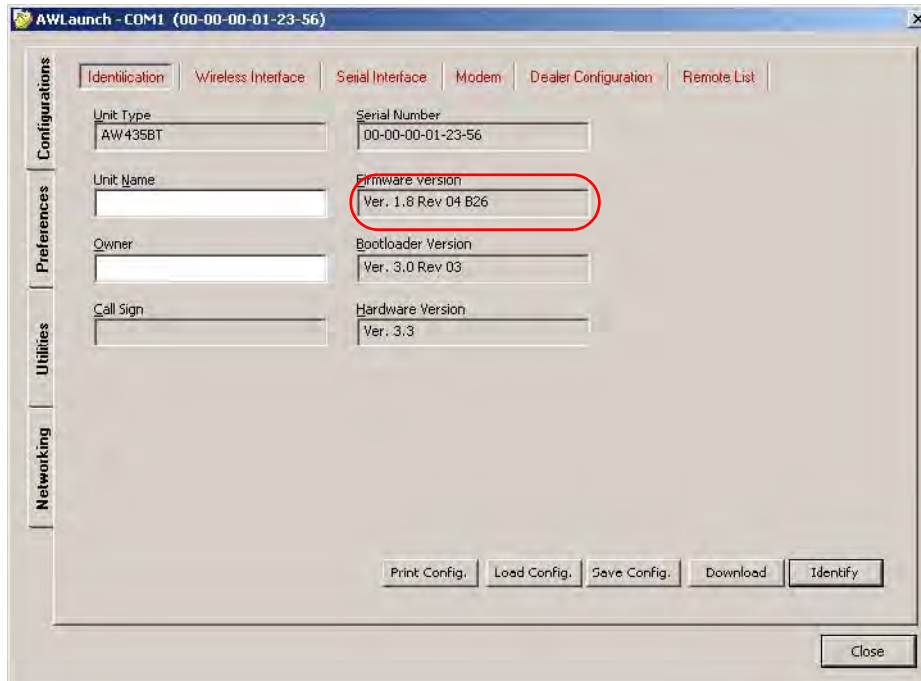 AWLaunch - COM1 (00-00-00-01-23-56)
Configurations
Preferences
Utilities
Networking
Identification Wireless Interface Serial Interface Modem Dealer Configuration Remote List
Unit Type
AW435BT
Serial Number
00-00-00-01-23-56
Unit Name
Firmware Version
Ver. 1.8 Rev 04 B26
Owner
Bootloader Version
Ver. 3.0 Rev 03
Call Sign
Hardware Version
Ver. 3.3
Print Config. Load Config. Save Config. Download Identify
Close